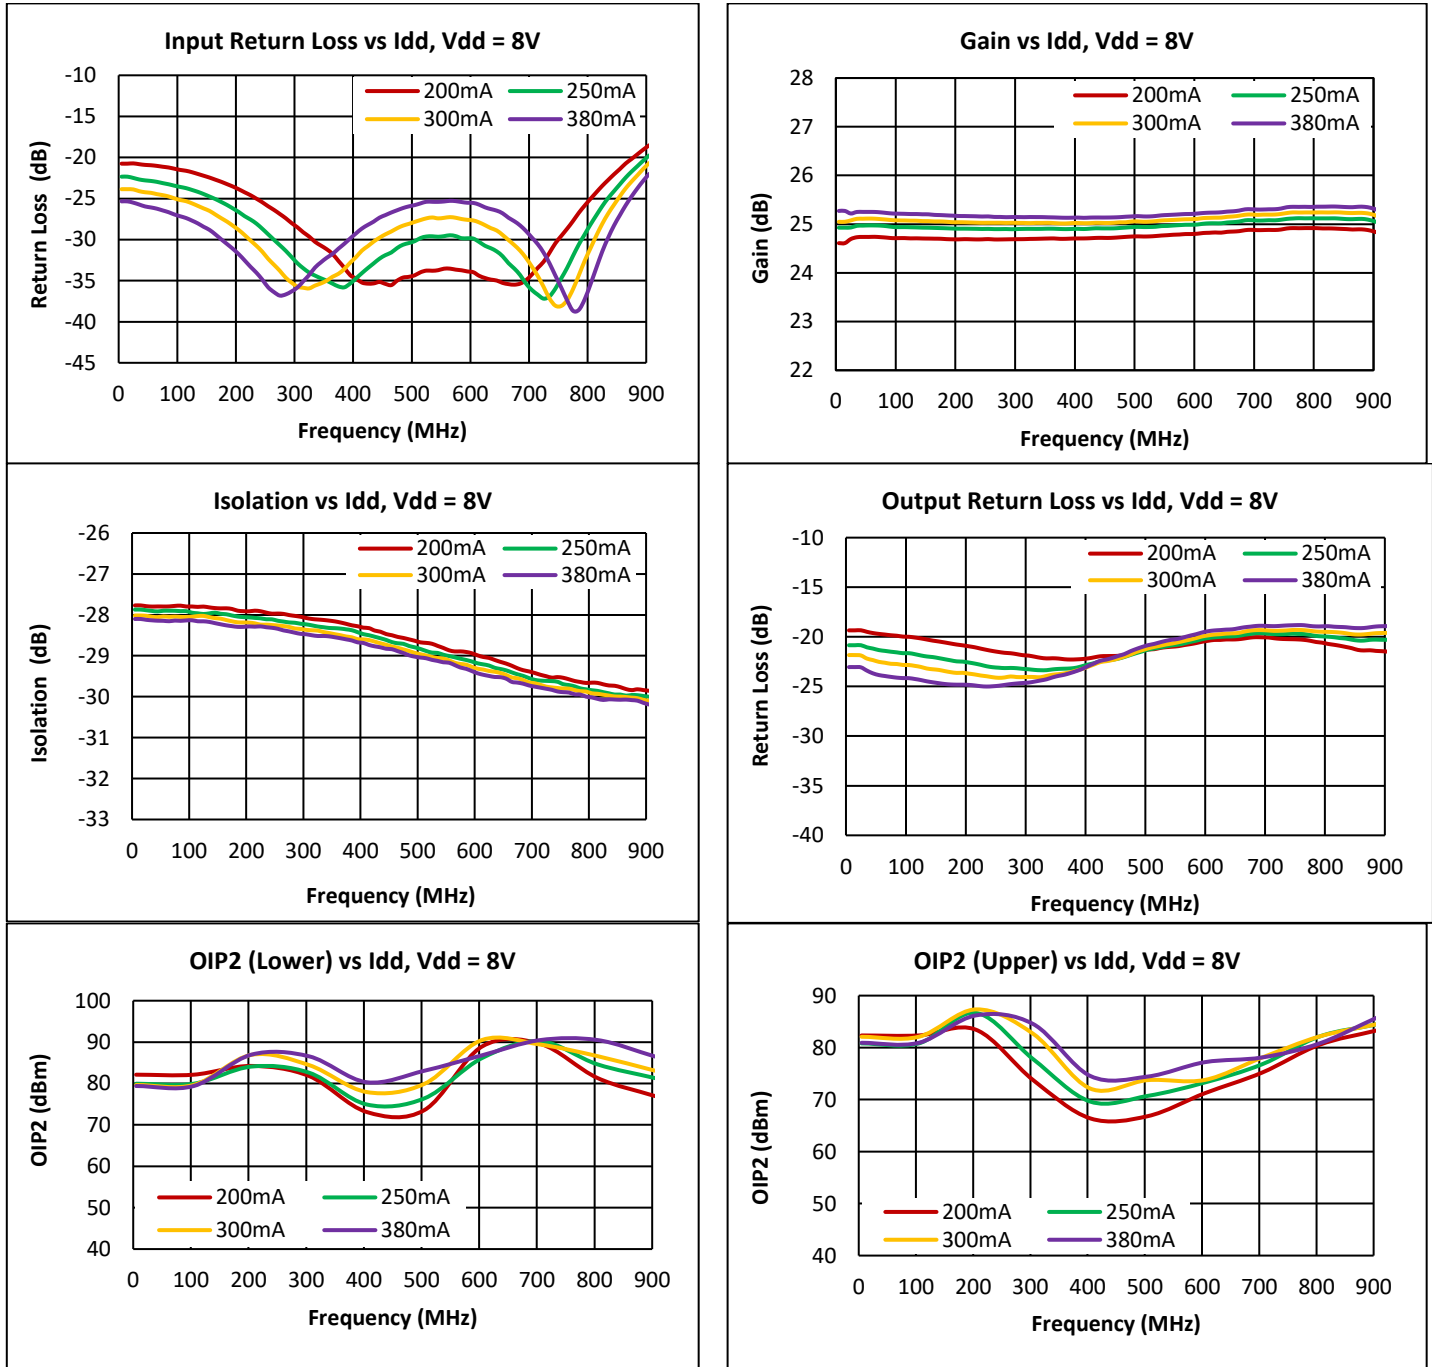 Input Return Loss vs Idd, Vdd = 8V
200mA 250mA
300mA 380mA
Return Loss (dB)
-10
-15
-20
-25
-30
-35
-40
-45
0 100 200 300 400 500 600 700 800 900
Frequency (MHz)
Gain vs Idd, Vdd = 8V
200mA 250mA
300mA 380mA
Gain (dB)
28
27
26
25
24
23
22
0 100 200 300 400 500 600 700 800 900
Frequency (MHz)
Isolation vs Idd, Vdd = 8V
200mA 250mA
300mA 380mA
Isolation (dB)
-26
-27
-28
-29
-30
-31
-32
-33
0 100 200 300 400 500 600 700 800 900
Frequency (MHz)
Output Return Loss vs Idd, Vdd = 8V
200mA 250mA
300mA 380mA
Return Loss (dB)
-10
-15
-20
-25
-30
-35
-40
0 100 200 300 400 500 600 700 800 900
Frequency (MHz)
OIP2 (Lower) vs Idd, Vdd = 8V
OIP2 (dBm)
100
90
80
70
60
50
40
200mA 250mA
300mA 380mA
0 100 200 300 400 500 600 700 800 900
Frequency (MHz)
OIP2 (Upper) vs Idd, Vdd = 8V
OIP2 (dBm)
90
80
70
60
50
40
200mA 250mA
300mA 380mA
0 100 200 300 400 500 600 700 800 900
Frequency (MHz)